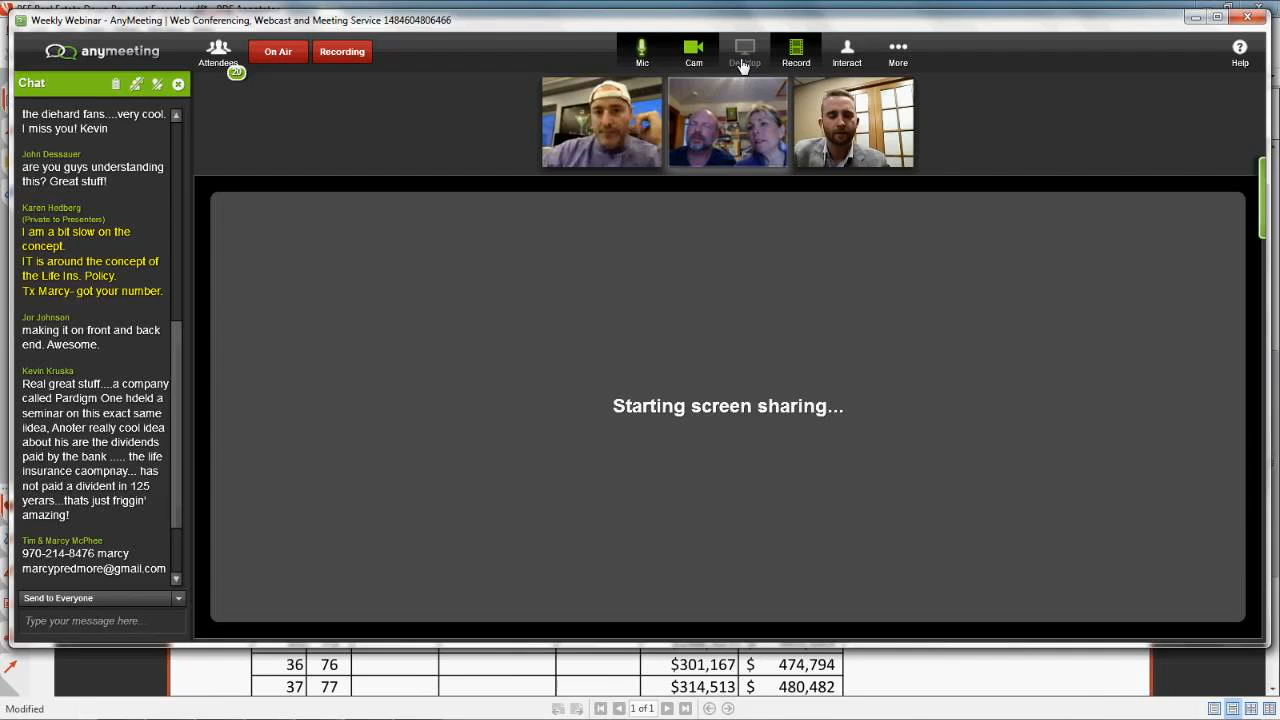 Weekly Webinar - AnyMeeting | Web Conferencing, Webcast and Meeting Service 1484604806466
anymeeting
Attendees
20
On Air
Recording
Mic
Cam
Desktop
Record
Interact
More
Help
Chat
the diehard fans....very cool.
I miss you! Kevin
John Dessauer
are you guys understanding
this? Great stuff!
Karen Hedberg
(Private to Presenters)
I am a bit slow on the
concept.
IT is around the concept of
the Life Ins. Policy.
Tx Marcy- got your number.
Jor Johnson
making it on front and back
end. Awesome.
Kevin Kruska
Real great stuff....a company
called Pardigm One hdeld a
seminar on this exact same
iidea, Anoter really cool idea
about his are the dividends
paid by the bank ..... the life
insurance caompnay... has
not paid a divident in 125
yerars...thats just friggin'
amazing!
Tim & Marcy McPhee
970-214-8476 marcy
marcypredmore@gmail.com
Send to Everyone
Type your message here...
Starting screen sharing...
36 76 $301,167 $ 474,794
37 77 $314,513 $ 480,482
Modified
1 of 1